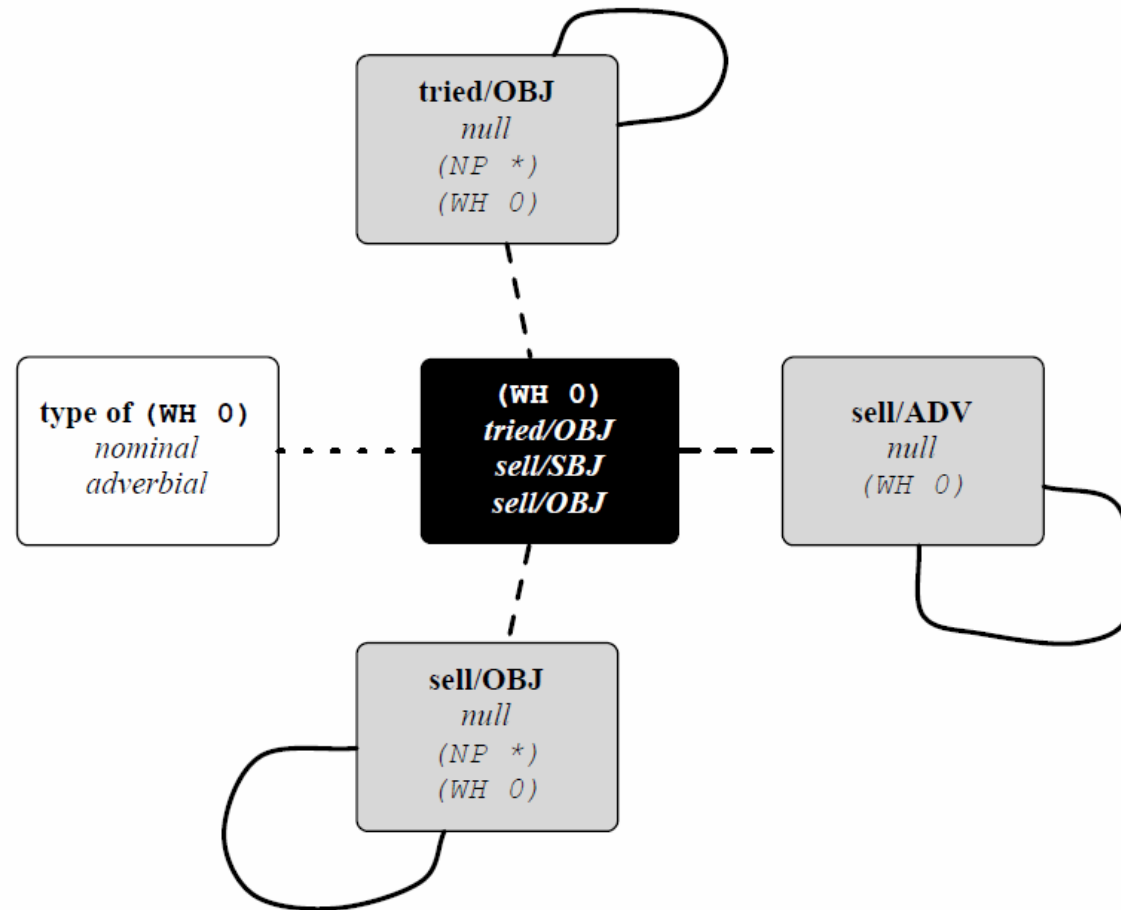 tried/OBJ
null
(NP *)
(WH 0)
type of (WH 0)
nominal
adverbial
(WH 0)
tried/OBJ
sell/SBJ
sell/OBJ
sell/ADV
null
(WH 0)
sell/OBJ
null
(NP *)
(WH 0)